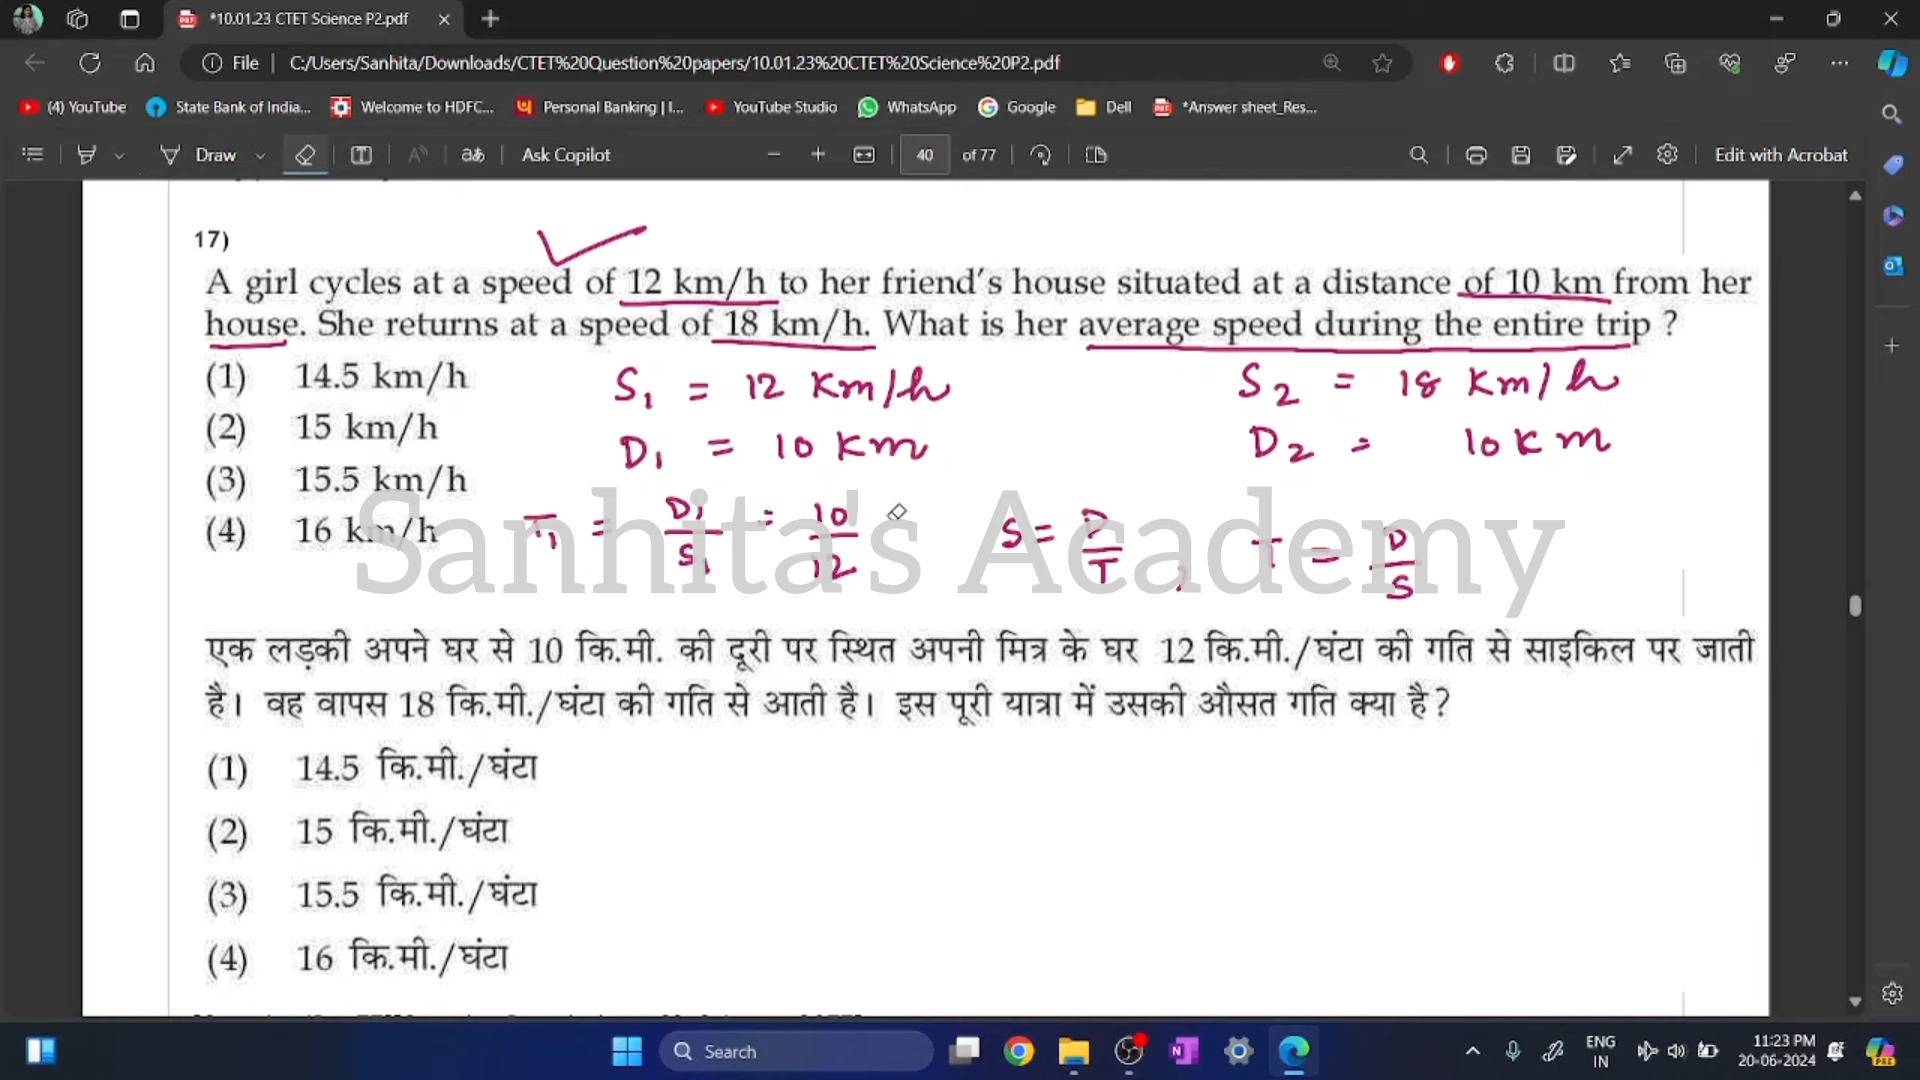 *10.01.23 CTET Science P2.pdf
File
C:/Users/Sanhita/Downloads/CTET%20Question%20papers/10.01.23%20CTET%20Science%20P2.pdf
(4) YouTube State Bank of India... Welcome to HDFC... Personal Banking | I... YouTube Studio WhatsApp Google Dell *Answer sheet_Res...
Draw Ask Copilot 40 of 77 Edit with Acrobat
17)
A girl cycles at a speed of 12 km/h to her friend's house situated at a distance of 10 km from her
house. She returns at a speed of 18 km/h. What is her average speed during the entire trip ?
(1) 14.5 km/h
(2) 15 km/h
(3) 15.5 km/h
(4) 16 km/h
S1 = 12 Km/h
D1 = 10 Km
S2 = 18 Km/h
D2 = 10 Km
T1 = D1/S1 = 10/12
S = D/T , T = D/S
Sanhita's Academy
एक लड़की अपने घर से 10 कि.मी. की दूरी पर स्थित अपनी मित्र के घर 12 कि.मी./घंटा की गति से साइकिल पर जाती
है। वह वापस 18 कि.मी./घंटा की गति से आती है। इस पूरी यात्रा में उसकी औसत गति क्या है?
(1) 14.5 कि.मी./घंटा
(2) 15 कि.मी./घंटा
(3) 15.5 कि.मी./घंटा
(4) 16 कि.मी./घंटा
Search
ENG
IN
11:23 PM
20-06-2024